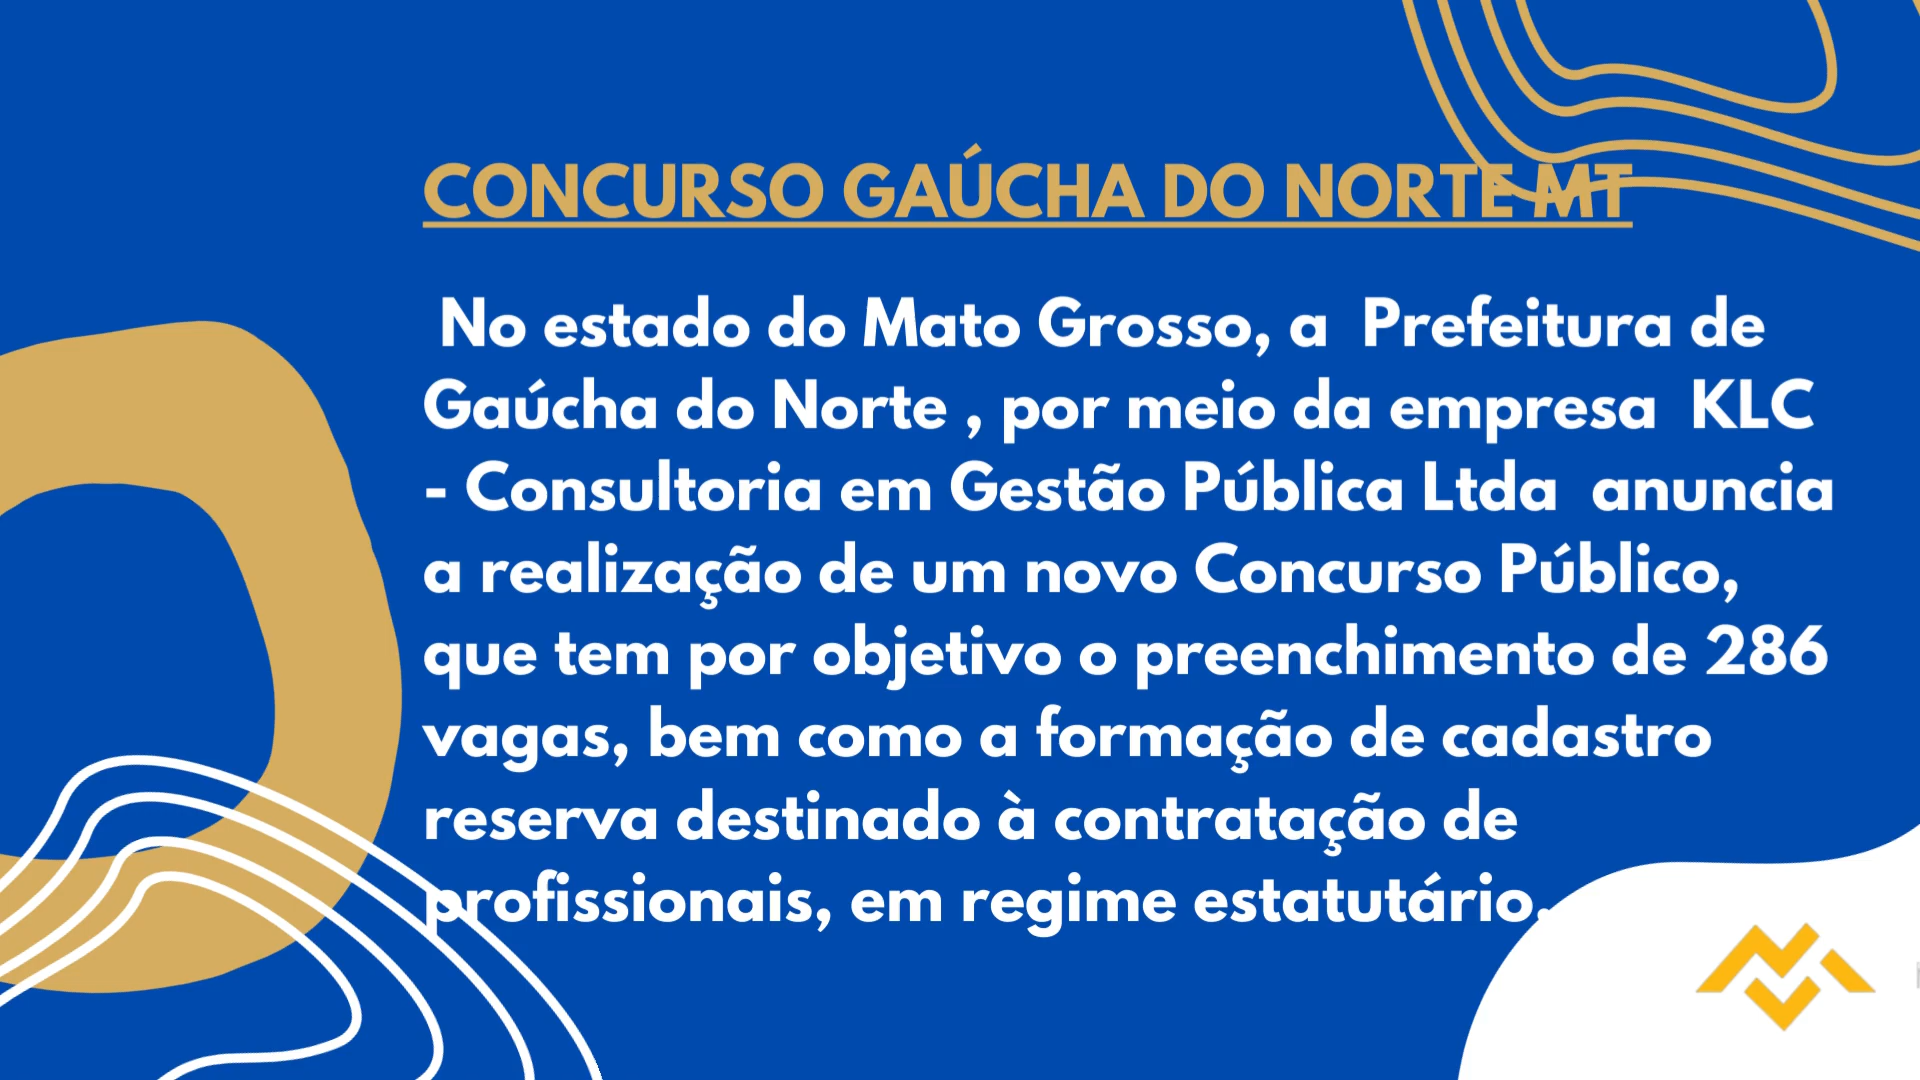 CONCURSO GAÚCHA DO NORTE MT
No estado do Mato Grosso, a Prefeitura de
Gaúcha do Norte , por meio da empresa KLC
- Consultoria em Gestão Pública Ltda anuncia
a realização de um novo Concurso Público,
que tem por objetivo o preenchimento de 286
vagas, bem como a formação de cadastro
reserva destinado à contratação de
profissionais, em regime estatutário.